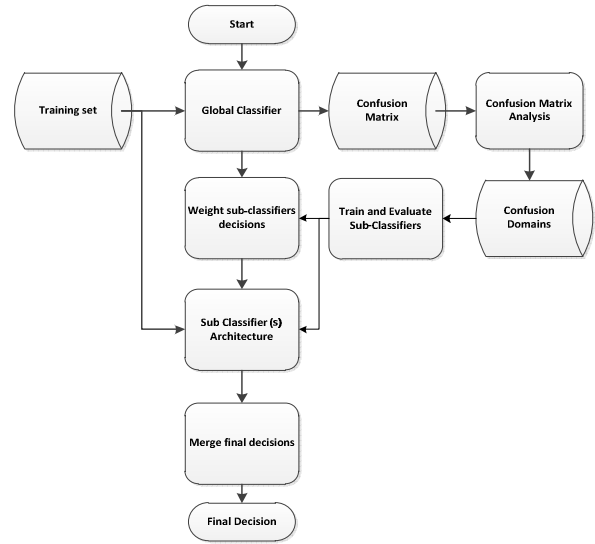 Start
Training set
Global Classifier
Confusion
Matrix
Confusion Matrix
Analysis
Weight sub-classifiers
decisions
Train and Evaluate
Sub-Classifiers
Confusion
Domains
Sub Classifier(s)
Architecture
Merge final decisions
Final Decision